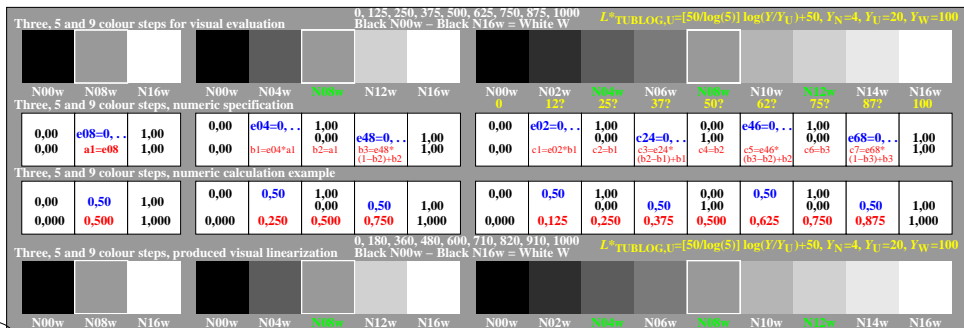 0, 125, 250, 375, 500, 625, 750, 875, 1000
Three, 5 and 9 colour steps for visual evaluation Black N00w – Black N16w = White W
L*TUBLOG,U=[50/log(5)] log(Y/YU)+50, YN=4, YU=20, YW=100
N00w N08w N16w N00w N04w N00w N12w N16w N00w N02w N04w N06w N08w N10w N12w N14w N16w
Three, 5 and 9 colour steps, numeric specification 0 12? 25? 37? 50? 62? 75? 87? 100
0,00 e08=0, . . 1,00 0,00 e04=0, . . 1,00 0,00 e02=0, . . 1,00 0,00 e46=0, . . 1,00
0,00 e48=0, . . 1,00 0,00 c24=0, . . 1,00 0,00 e68=0, . . 1,00
0,00 a1=e08 1,00 0,00 b1=e04*a1 b2=a1 b3=e48* (1–b2)+b2 1,00 0,00 c1=e02*b1 c2=b1 c3=e24* (b2–b1)+b1 c4=b2 c5=e46* (b3–b2)+b2 c6=b3 c7=e68* (1–b3)+b3 1,00
Three, 5 and 9 colour steps, numeric calculation example
0,00 0,50 1,00 0,00 0,50 1,00 0,00 0,50 1,00 0,00 0,50 1,00
0,00 0,50 1,00 0,00 0,50 1,00 0,00 0,50 1,00
0,000 0,500 1,000 0,000 0,250 0,500 0,750 1,000 0,000 0,125 0,250 0,375 0,500 0,625 0,750 0,875 1,000
0, 180, 360, 480, 600, 710, 820, 910, 1000
Three, 5 and 9 colour steps, produced visual linearization Black N00w – Black N16w = White W
L*TUBLOG,U=[50/log(5)] log(Y/YU)+50, YN=4, YU=20, YW=100
N00w N08w N16w N00w N04w N08w N12w N16w N00w N02w N04w N06w N08w N10w N12w N14w N16w